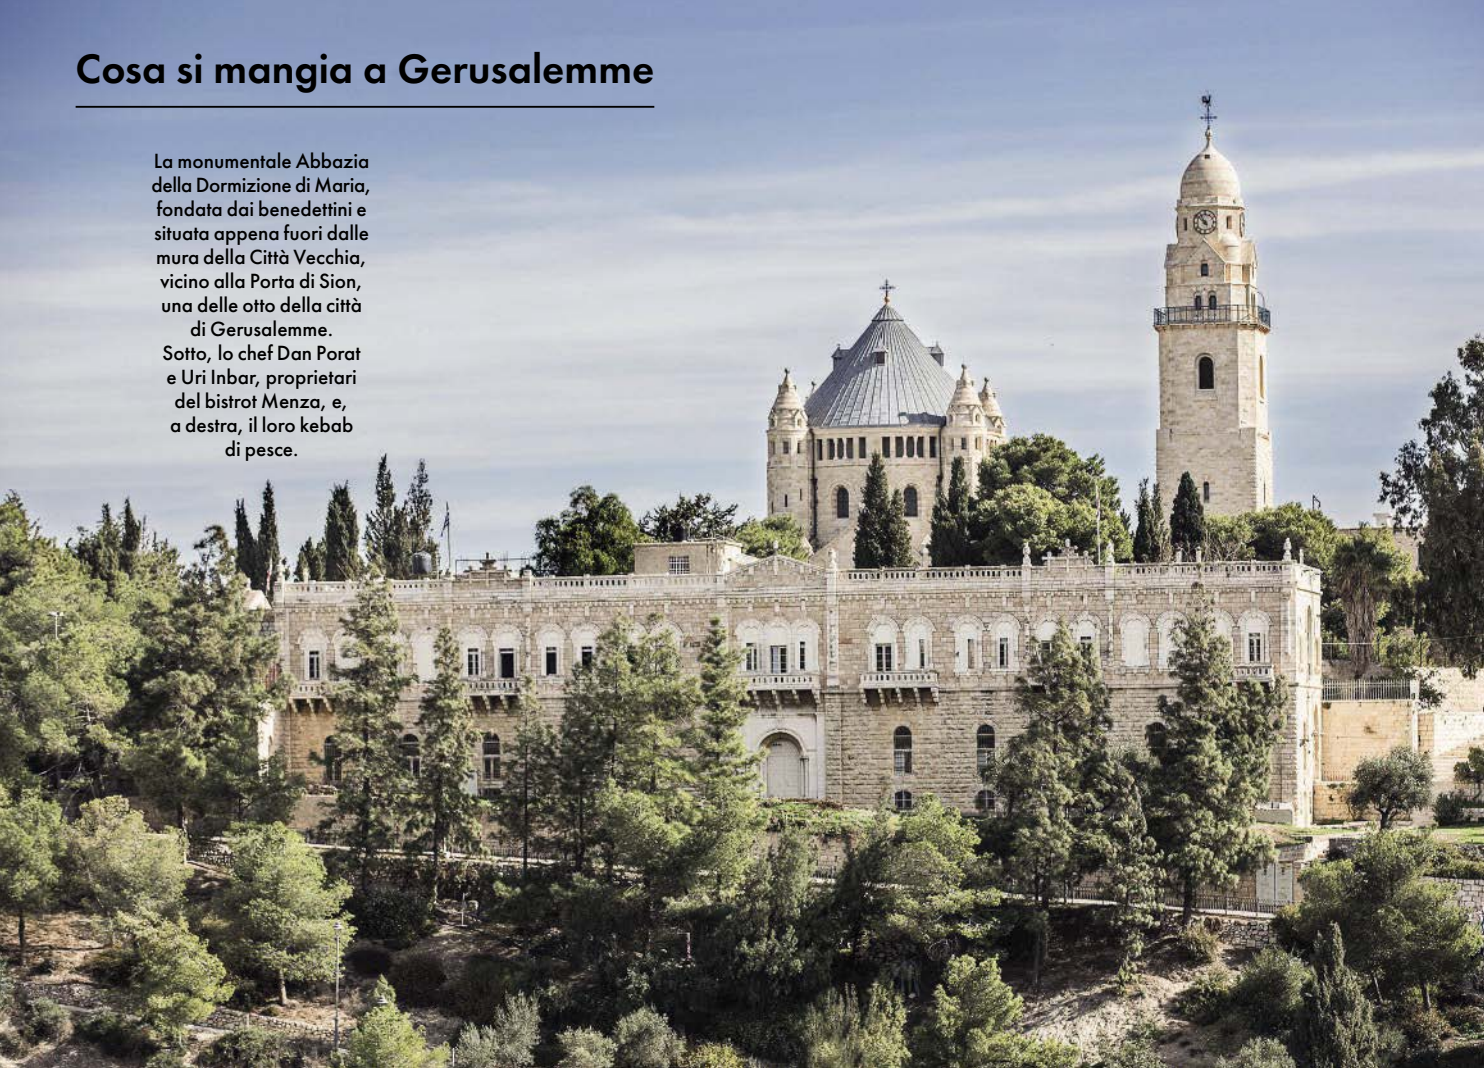 Cosa si mangia a Gerusalemme
La monumentale Abbazia
della Dormizione di Maria,
fondata dai benedettini e
situata appena fuori dalle
mura della Città Vecchia,
vicino alla Porta di Sion,
una delle otto della città
di Gerusalemme.
Sotto, lo chef Dan Porat
e Uri Inbar, proprietari
del bistrot Menza, e,
a destra, il loro kebab
di pesce.